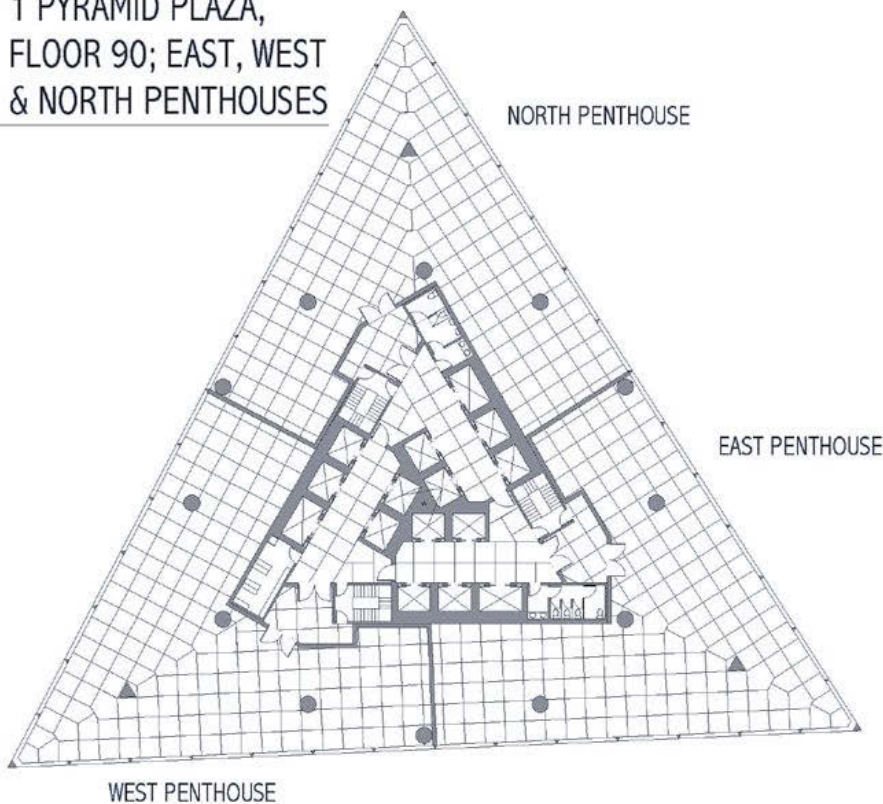 1 PYRAMID PLAZA,
FLOOR 90; EAST, WEST
& NORTH PENTHOUSES
NORTH PENTHOUSE
EAST PENTHOUSE
WEST PENTHOUSE